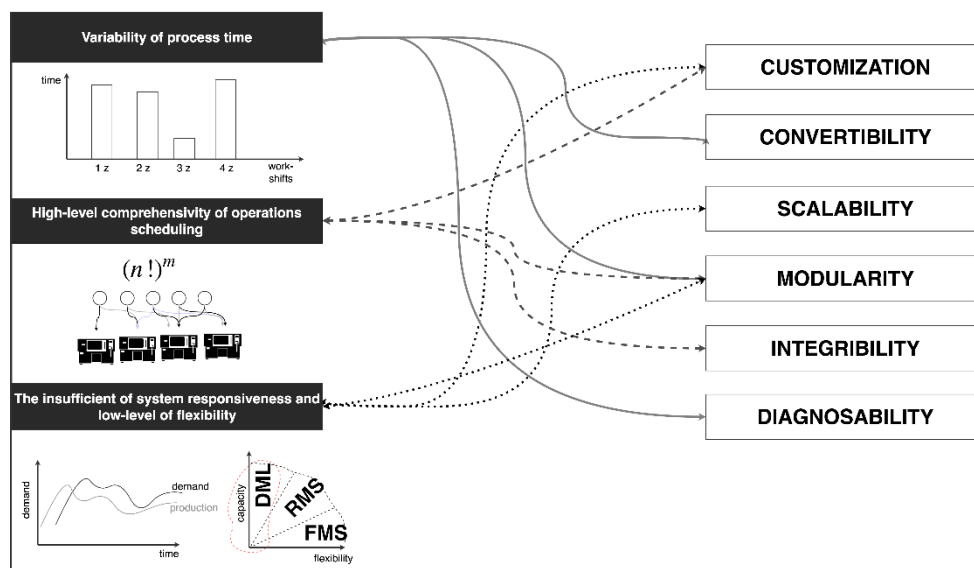 Variability of process time
time
1 z 2 z 3 z 4 z work-
shifts
High-level comprehensivity of operations
scheduling
(n!)^m
The insufficient of system responsiveness and
low-level of flexibility
demand
demand
production
time
capacity
DML
RMS
FMS
flexibility
CUSTOMIZATION
CONVERTIBILITY
SCALABILITY
MODULARITY
INTEGRIBILITY
DIAGNOSABILITY